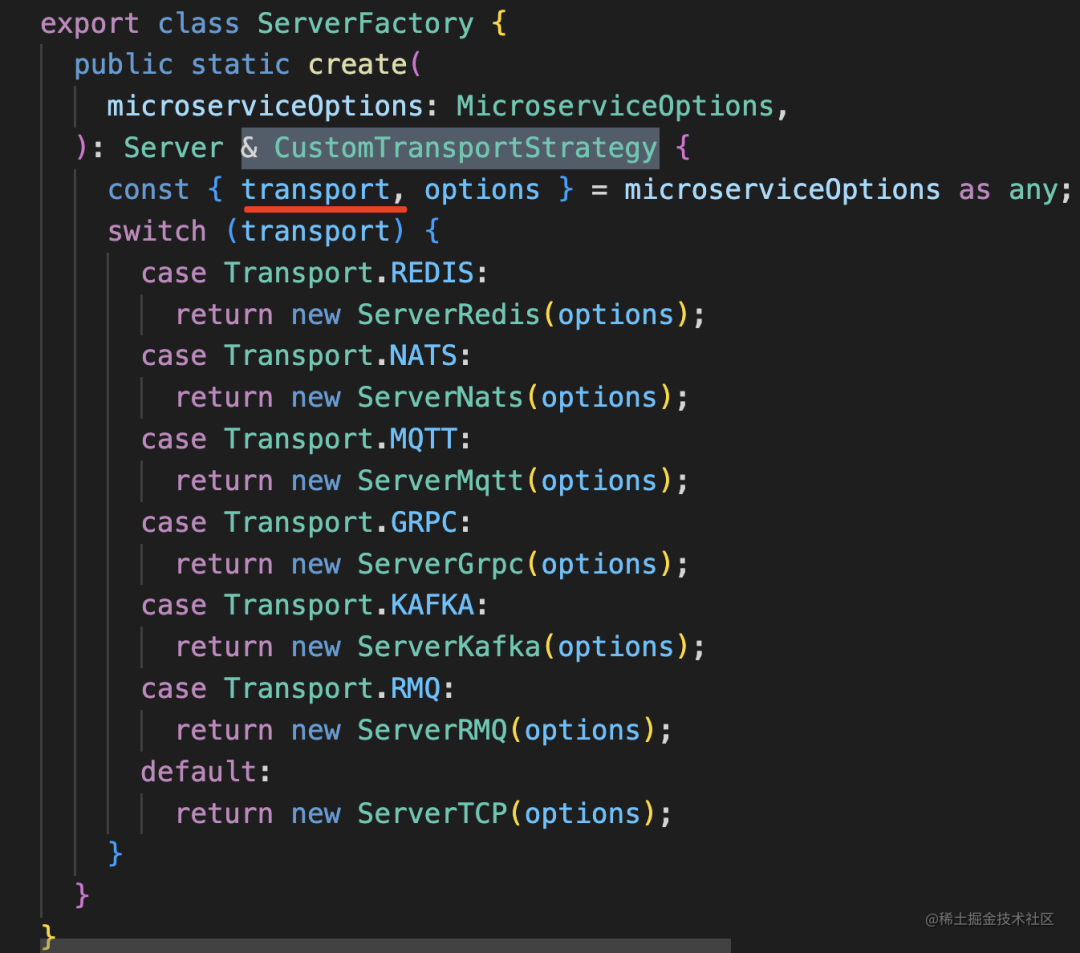 export class ServerFactory {
public static create(
microserviceOptions: MicroserviceOptions,
): Server & CustomTransportStrategy {
const { transport, options } = microserviceOptions as any;
switch (transport) {
case Transport.REDIS:
return new ServerRedis(options);
case Transport.NATS:
return new ServerNats(options);
case Transport.MQTT:
return new ServerMqtt(options);
case Transport.GRPC:
return new ServerGrpc(options);
case Transport.KAFKA:
return new ServerKafka(options);
case Transport.RMQ:
return new ServerRMQ(options);
default:
return new ServerTCP(options);
}
}
}
@稀土掘金技术社区